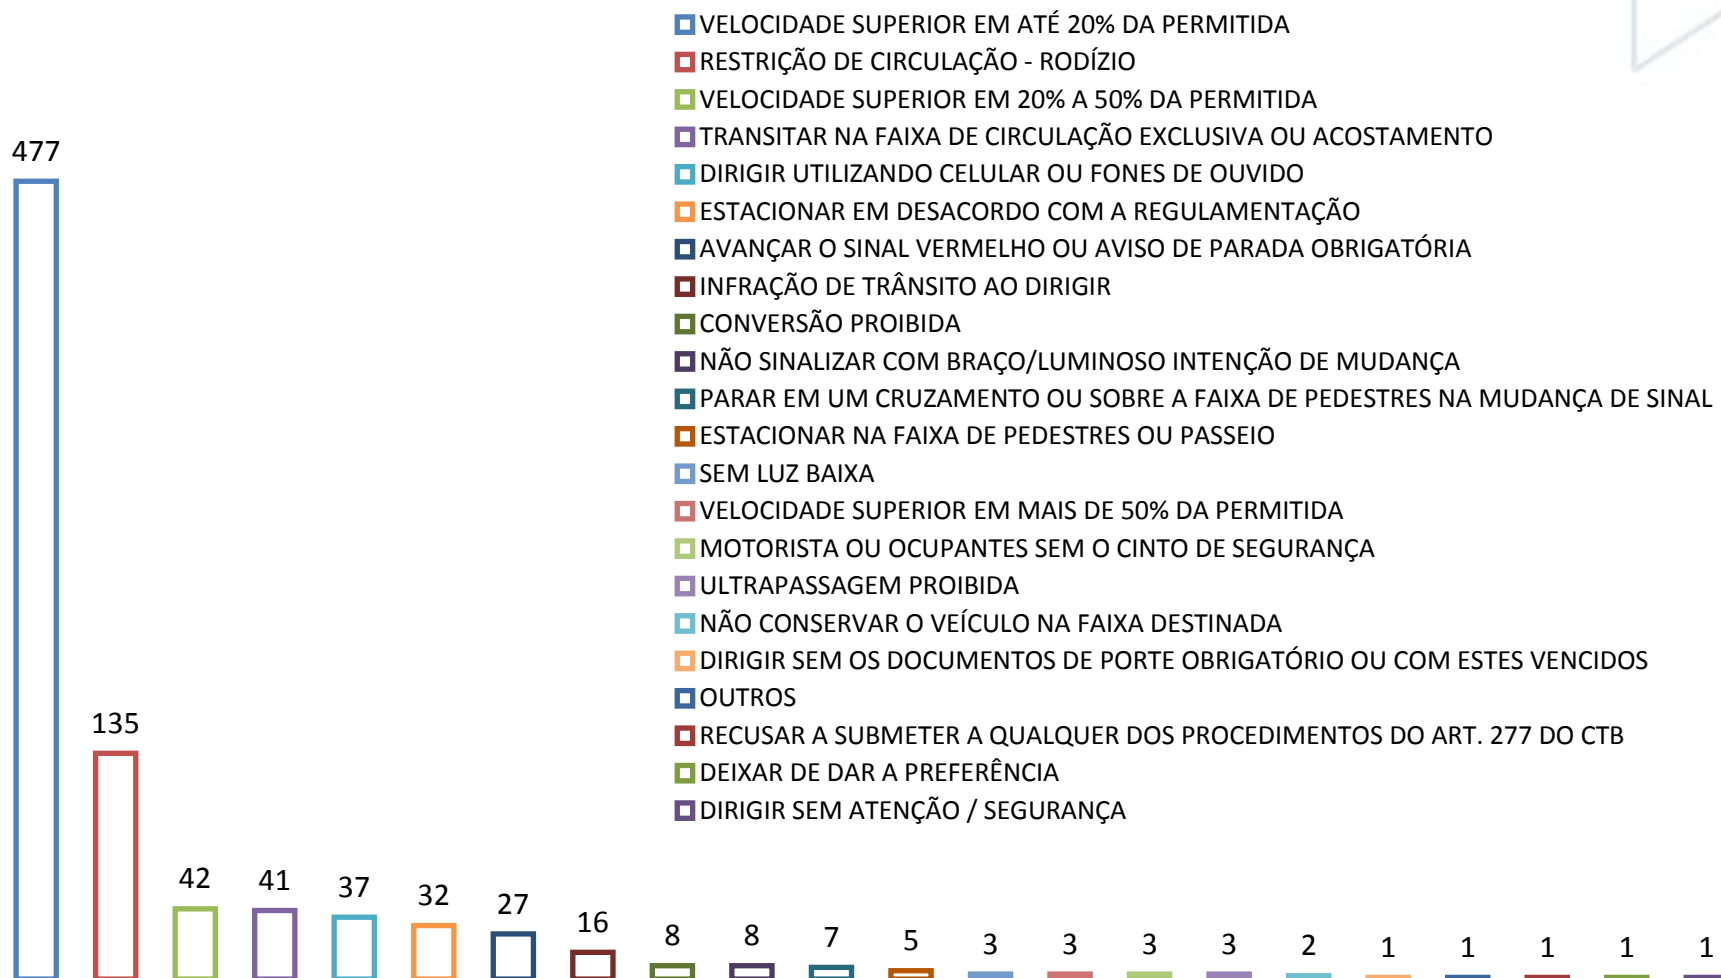 VELOCIDADE SUPERIOR EM ATÉ 20% DA PERMITIDA
RESTRIÇÃO DE CIRCULAÇÃO - RODÍZIO
VELOCIDADE SUPERIOR EM 20% A 50% DA PERMITIDA
TRANSITAR NA FAIXA DE CIRCULAÇÃO EXCLUSIVA OU ACOSTAMENTO
DIRIGIR UTILIZANDO CELULAR OU FONES DE OUVIDO
ESTACIONAR EM DESACORDO COM A REGULAMENTAÇÃO
AVANÇAR O SINAL VERMELHO OU AVISO DE PARADA OBRIGATÓRIA
INFRAÇÃO DE TRÂNSITO AO DIRIGIR
CONVERSÃO PROIBIDA
NÃO SINALIZAR COM BRAÇO/LUMINOSO INTENÇÃO DE MUDANÇA
PARAR EM UM CRUZAMENTO OU SOBRE A FAIXA DE PEDESTRES NA MUDANÇA DE SINAL
ESTACIONAR NA FAIXA DE PEDESTRES OU PASSEIO
SEM LUZ BAIXA
VELOCIDADE SUPERIOR EM MAIS DE 50% DA PERMITIDA
MOTORISTA OU OCUPANTES SEM O CINTO DE SEGURANÇA
ULTRAPASSAGEM PROIBIDA
NÃO CONSERVAR O VEÍCULO NA FAIXA DESTINADA
DIRIGIR SEM OS DOCUMENTOS DE PORTE OBRIGATÓRIO OU COM ESTES VENCIDOS
OUTROS
RECUSAR A SUBMETER A QUALQUER DOS PROCEDIMENTOS DO ART. 277 DO CTB
DEIXAR DE DAR A PREFERÊNCIA
DIRIGIR SEM ATENÇÃO / SEGURANÇA
477
135
42
41
37
32
27
16
8
8
7
5
3
3
3
3
2
1
1
1
1
1